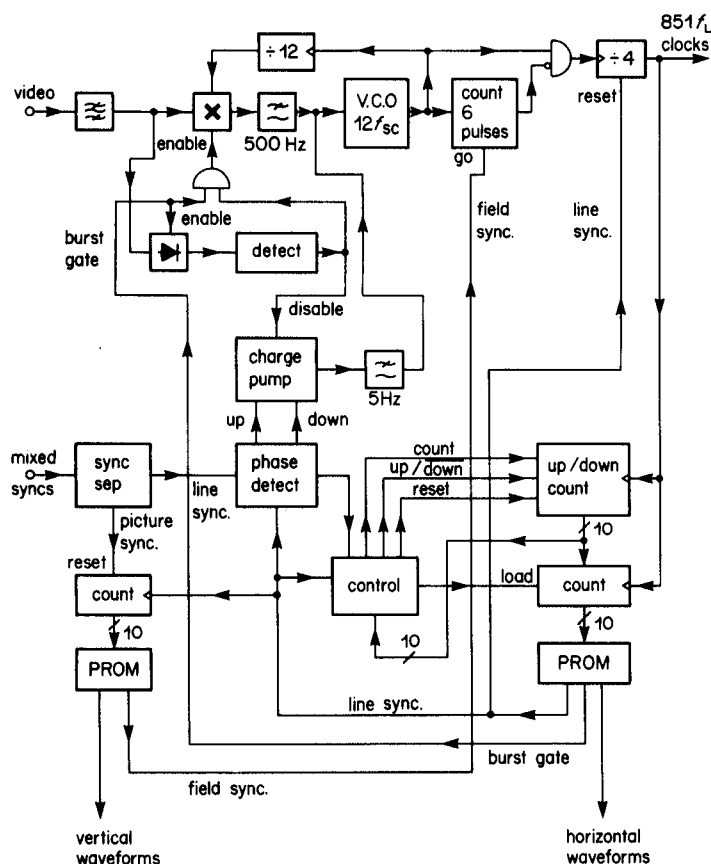 851fL
clocks
÷12
÷4
video
×
V.C.O
12fsc
count
6
pulses
reset
enable
500 Hz
go
field
sync.
line
sync.
enable
burst
gate
detect
disable
charge
pump
5Hz
up
down
mixed
syncs
sync
sep
line
sync.
phase
detect
count
up/down
reset
up/down
count
picture
sync.
reset
10
count
control
load
count
10
10
10
PROM
PROM
line sync.
burst gate
field sync.
vertical
waveforms
horizontal
waveforms